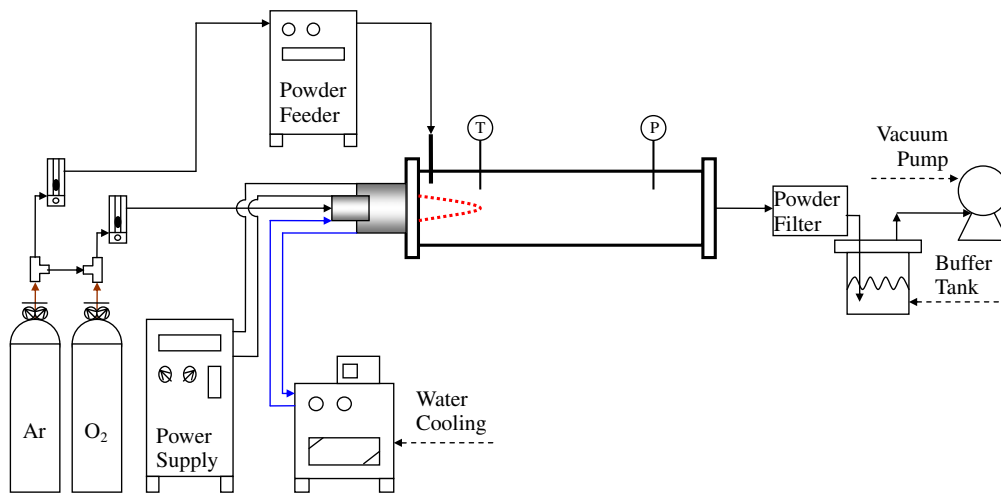 Powder
Feeder
T
P
Vacuum
Pump
Powder
Filter
Buffer
Tank
Water
Cooling
Ar
O₂
Power
Supply